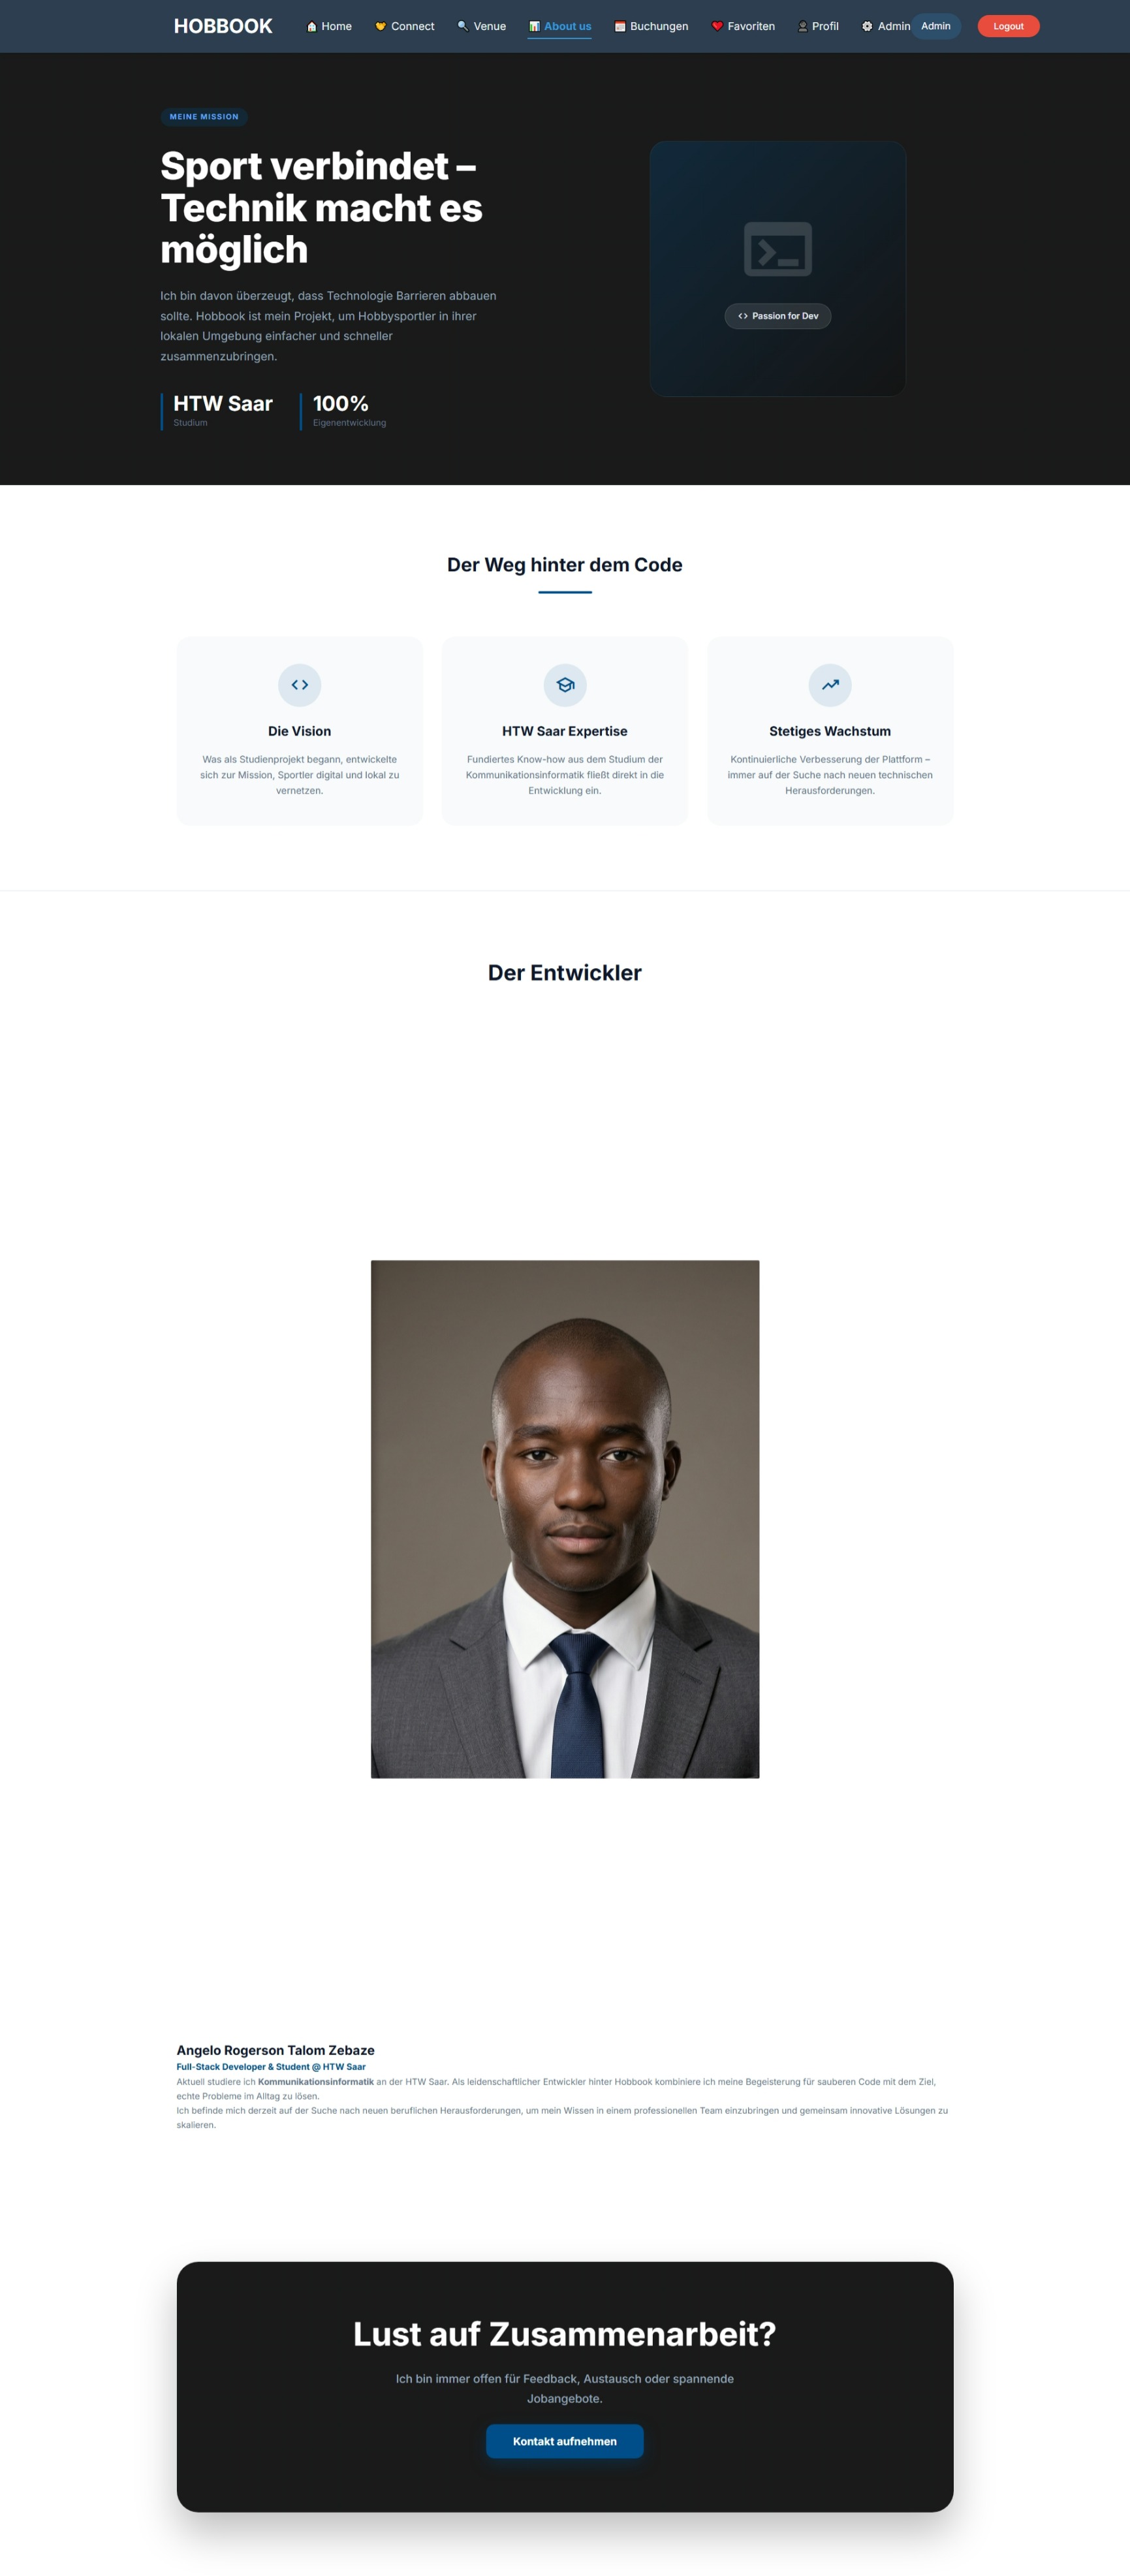 HOBBOOK
Home
Connect
Venue
About us
Buchungen
Favoriten
Profil
Admin
Admin
Logout
MEINE MISSION
Sport verbindet –
Technik macht es
möglich
Ich bin davon überzeugt, dass Technologie Barrieren abbauen
sollte. Hobbook ist mein Projekt, um Hobbysportler in ihrer
lokalen Umgebung einfacher und schneller
zusammenzubringen.
HTW Saar
Studium
100%
Eigenentwicklung
Passion for Dev
Der Weg hinter dem Code
Die Vision
Was als Studienprojekt begann, entwickelte
sich zur Mission, Sportler digital und lokal zu
vernetzen.
HTW Saar Expertise
Fundiertes Know-how aus dem Studium der
Kommunikationsinformatik fließt direkt in die
Entwicklung ein.
Stetiges Wachstum
Kontinuierliche Verbesserung der Plattform –
immer auf der Suche nach neuen technischen
Herausforderungen.
Der Entwickler
Angelo Rogerson Talom Zebaze
Full-Stack Developer & Student @ HTW Saar
Aktuell studiere ich Kommunikationsinformatik an der HTW Saar. Als leidenschaftlicher Entwickler hinter Hobbook kombiniere ich meine Begeisterung für sauberen Code mit dem Ziel,
echte Probleme im Alltag zu lösen.
Ich befinde mich derzeit auf der Suche nach neuen beruflichen Herausforderungen, um mein Wissen in einem professionellen Team einzubringen und gemeinsam innovative Lösungen zu
skalieren.
Lust auf Zusammenarbeit?
Ich bin immer offen für Feedback, Austausch oder spannende
Jobangebote.
Kontakt aufnehmen